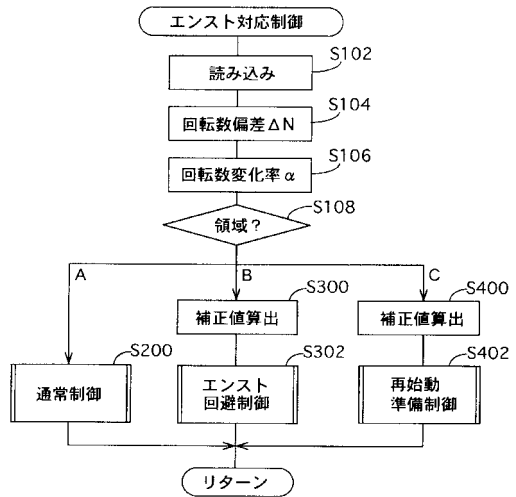 エンスト対応制御
S102
読み込み
S104
回転数偏差ΔN
S106
回転数変化率α
S108
領域？
A
B
C
S300
補正値算出
S400
補正値算出
S200
通常制御
S302
エンスト
回避制御
S402
再始動
準備制御
リターン